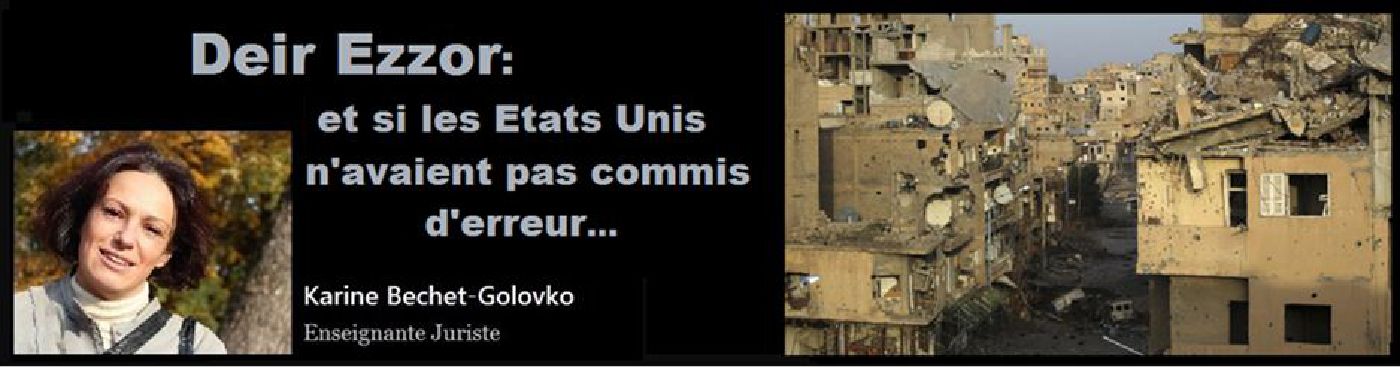 Deir Ezzor:
et si les Etats Unis
n'avaient pas commis
d'erreur...
Karine Bechet-Golovko
Enseignante Juriste